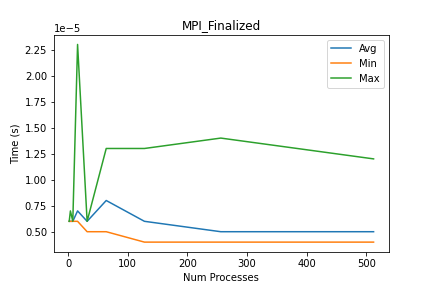 MPI_Finalized
1e−5
Avg
Min
Max
2.25
2.00
1.75
1.50
1.25
1.00
0.75
0.50
Time (s)
0
100
200
300
400
500
Num Processes